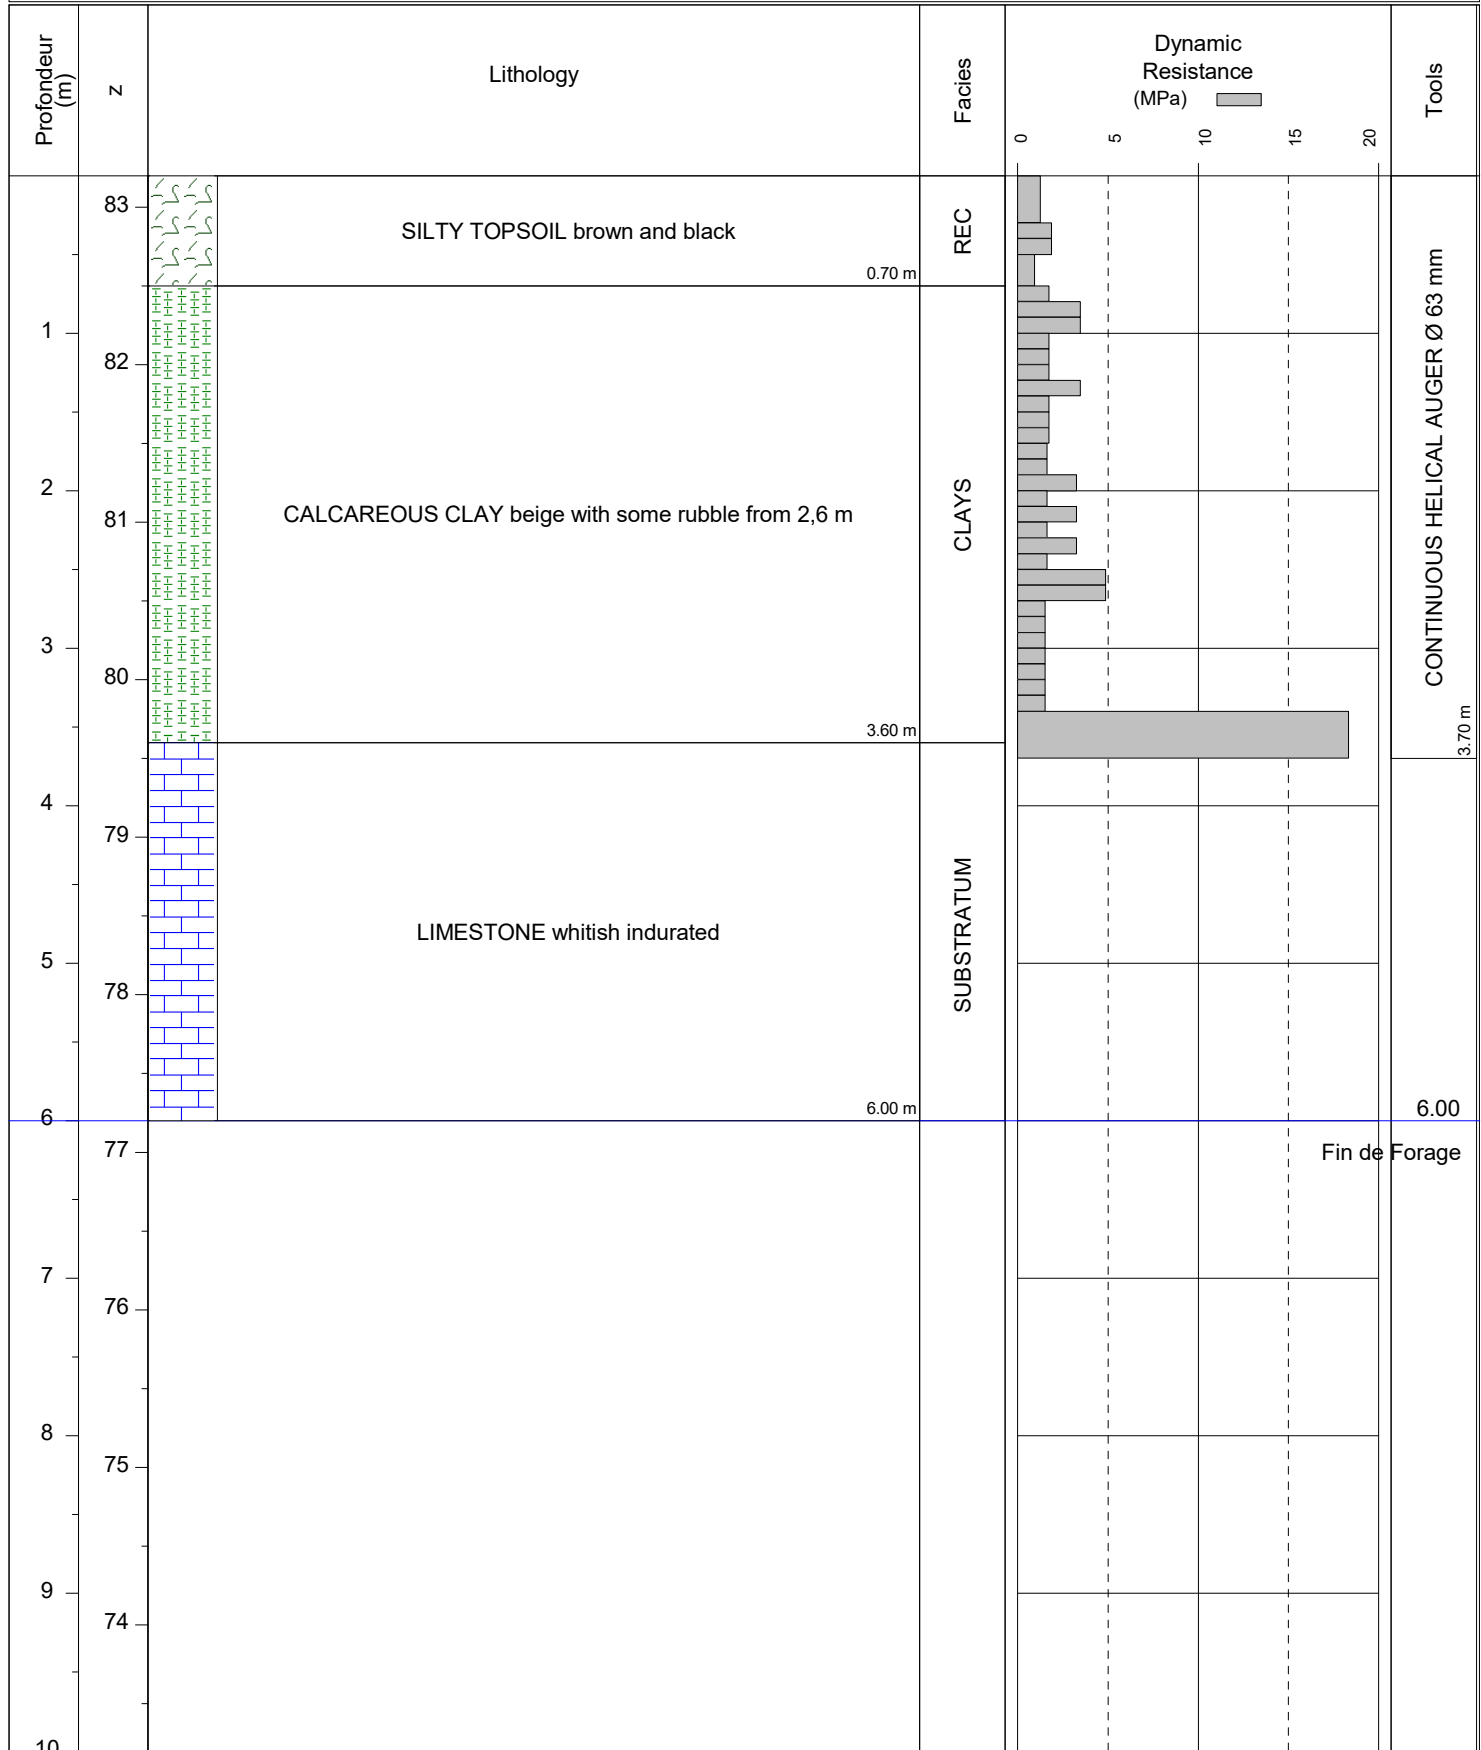 Profondeur
(m)
z
Lithology
Facies
Dynamic
Resistance
(MPa)
0
5
10
15
20
Tools
83
SILTY TOPSOIL brown and black
0.70 m
REC
1
82
2
81
CALCAREOUS CLAY beige with some rubble from 2,6 m
CLAYS
CONTINUOUS HELICAL AUGER Ø 63 mm
3
80
3.60 m
3.70 m
4
79
LIMESTONE whitish indurated
SUBSTRATUM
5
78
6.00 m
6
6.00
77
Fin de Forage
7
76
8
75
9
74
10